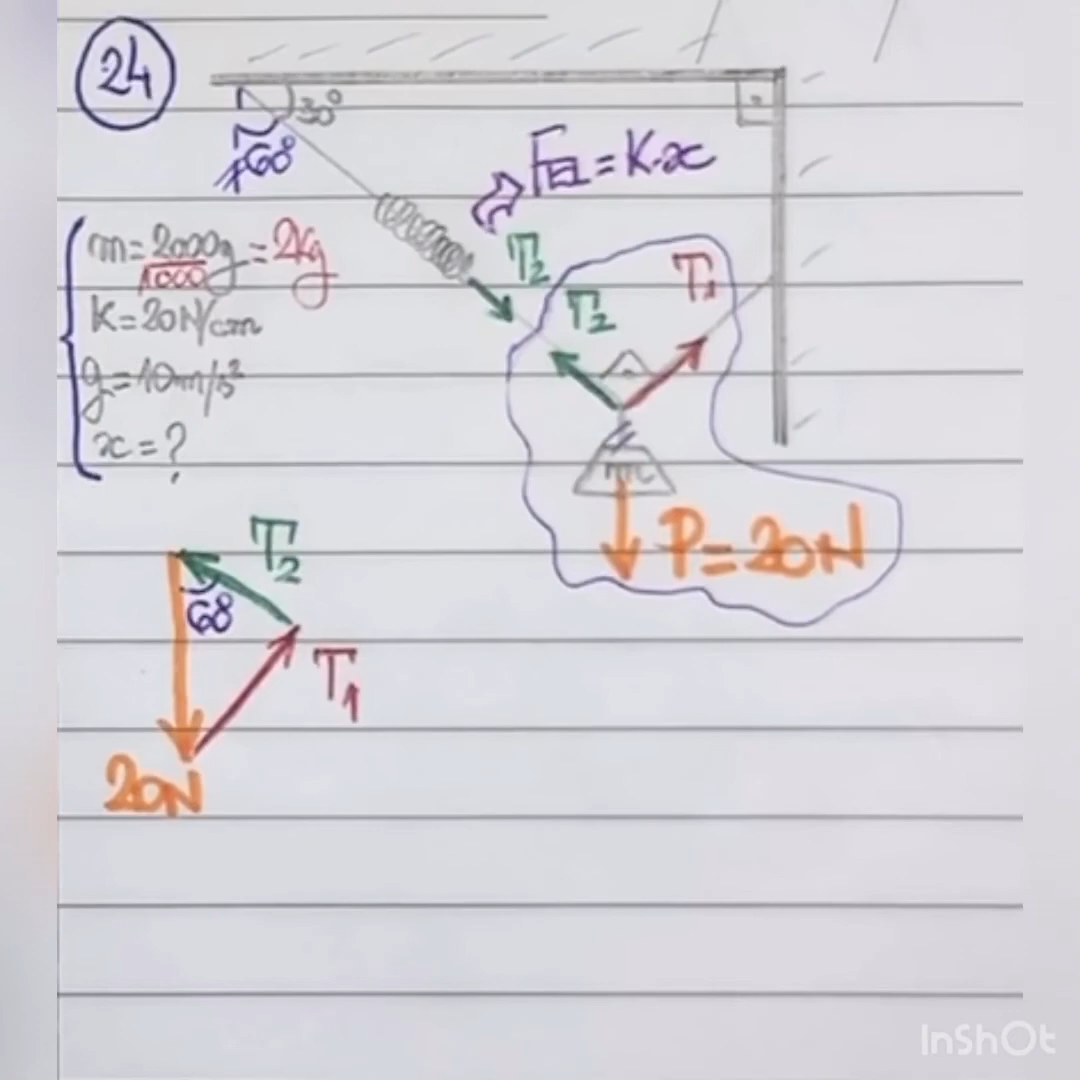 24
30°
60°
F_El = K·x
m = 2000g = 2Kg
1000
K = 20N/cm
g = 10m/s²
x = ?
T₂
T₂
T₁
m
P = 20N
T₂
60°
T₁
20N
InShOt